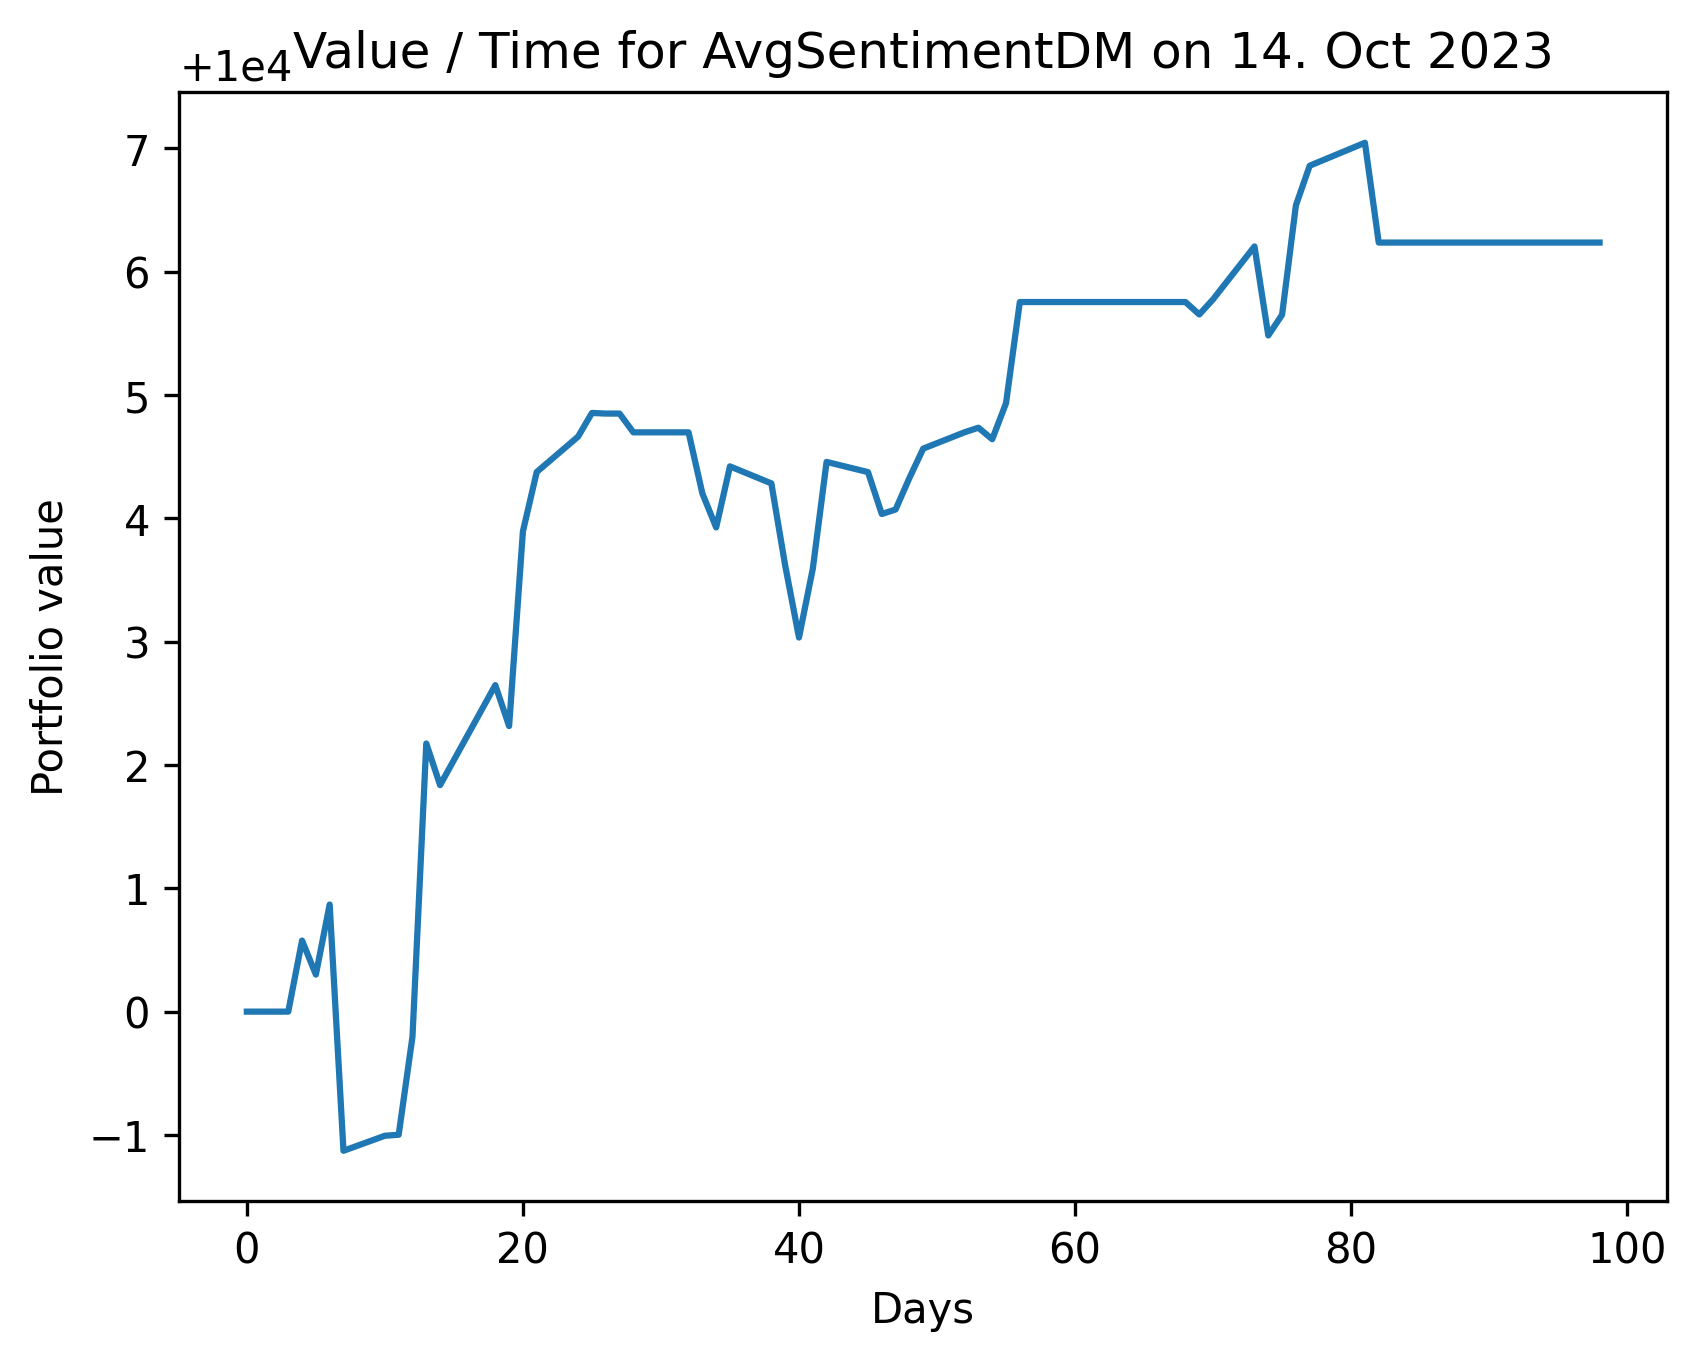 Value / Time for AvgSentimentDM on 14. Oct 2023
+1e4
7
6
5
4
3
2
1
0
−1
Portfolio value
0 20 40 60 80 100
Days